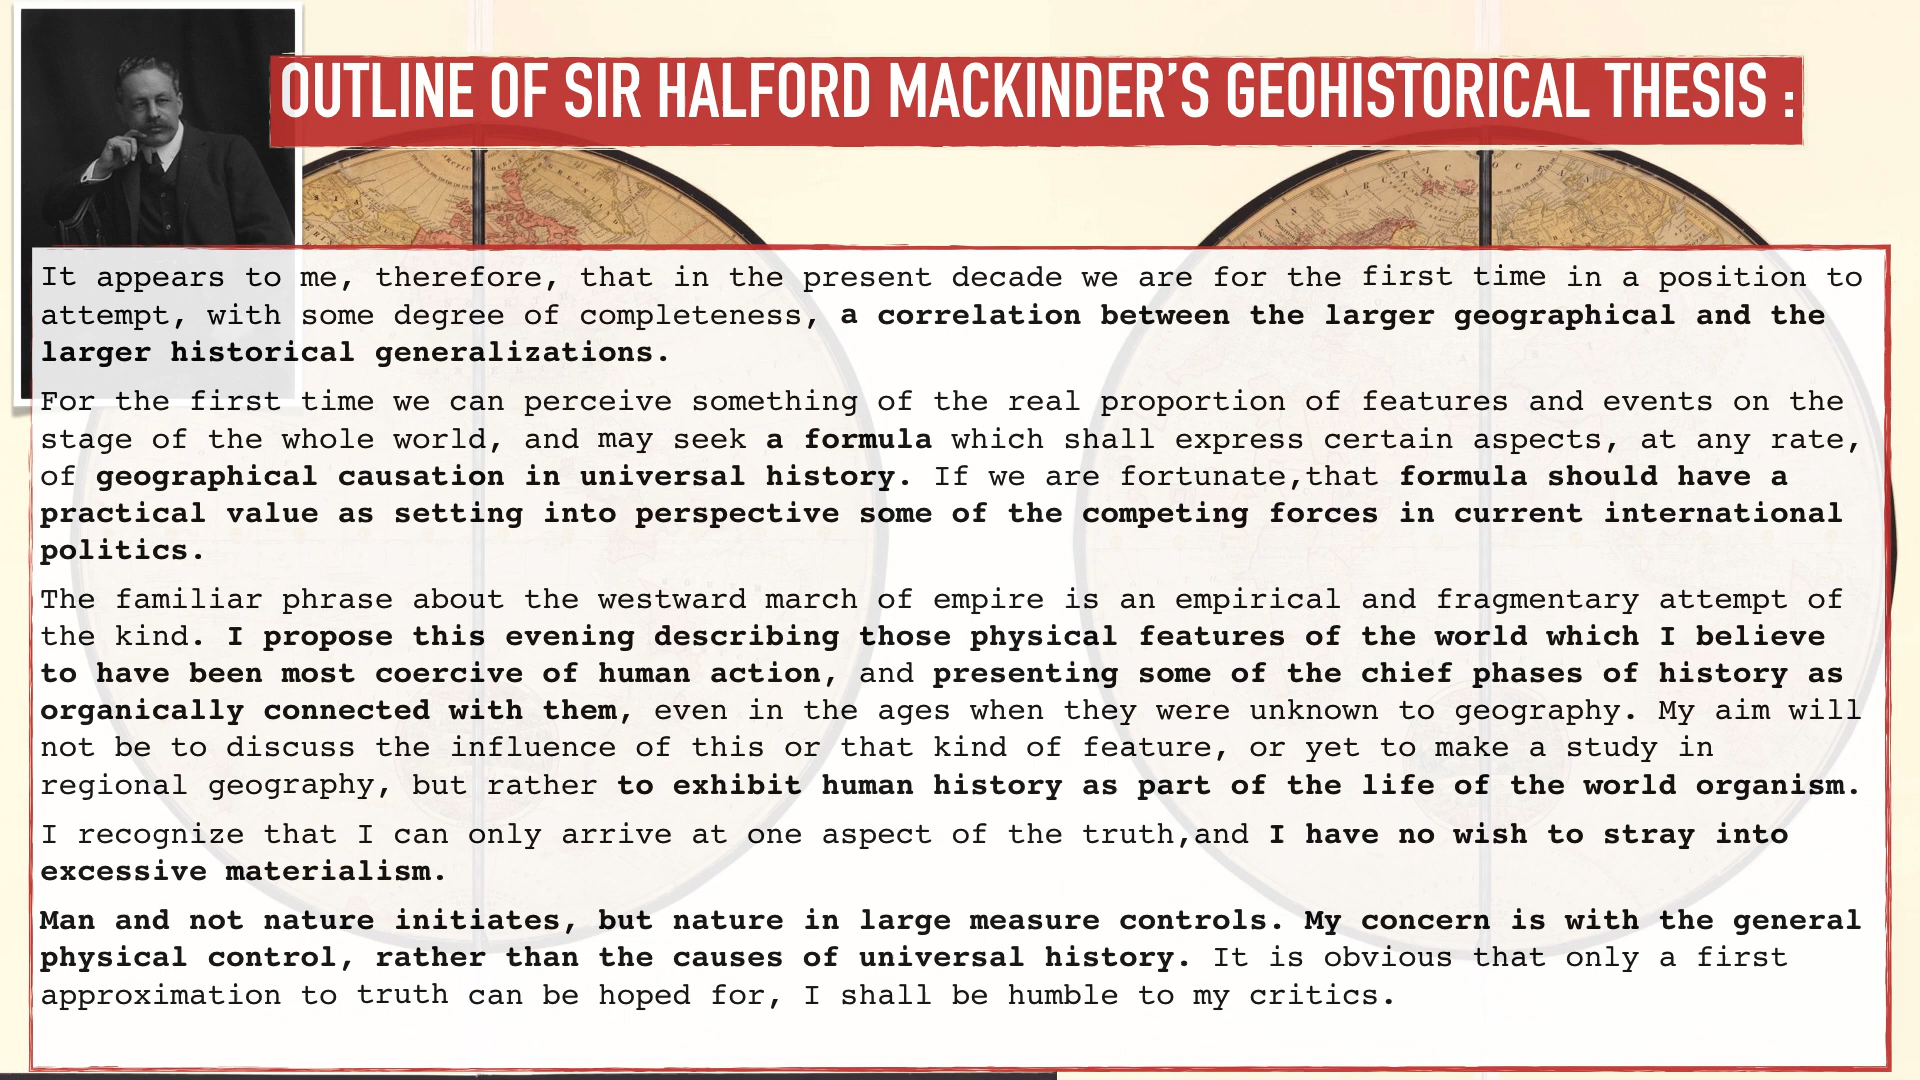 OUTLINE OF SIR HALFORD MACKINDER'S GEOHISTORICAL THESIS :
It appears to me, therefore, that in the present decade we are for the first time in a position to
attempt, with some degree of completeness, a correlation between the larger geographical and the
larger historical generalizations.
For the first time we can perceive something of the real proportion of features and events on the
stage of the whole world, and may seek a formula which shall express certain aspects, at any rate,
of geographical causation in universal history. If we are fortunate,that formula should have a
practical value as setting into perspective some of the competing forces in current international
politics.
The familiar phrase about the westward march of empire is an empirical and fragmentary attempt of
the kind. I propose this evening describing those physical features of the world which I believe
to have been most coercive of human action, and presenting some of the chief phases of history as
organically connected with them, even in the ages when they were unknown to geography. My aim will
not be to discuss the influence of this or that kind of feature, or yet to make a study in
regional geography, but rather to exhibit human history as part of the life of the world organism.
I recognize that I can only arrive at one aspect of the truth,and I have no wish to stray into
excessive materialism.
Man and not nature initiates, but nature in large measure controls. My concern is with the general
physical control, rather than the causes of universal history. It is obvious that only a first
approximation to truth can be hoped for, I shall be humble to my critics.